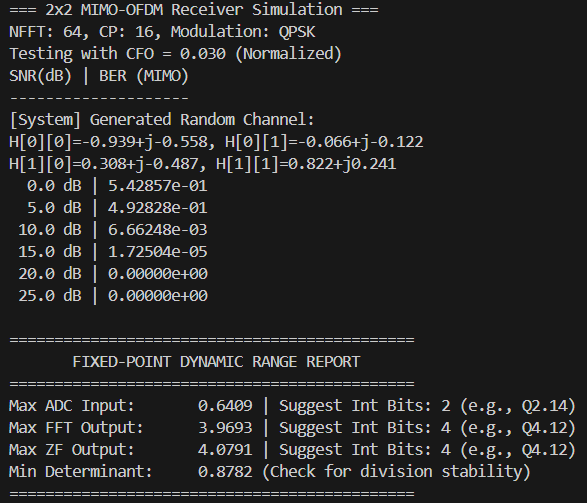 === 2x2 MIMO-OFDM Receiver Simulation ===
NFFT: 64, CP: 16, Modulation: QPSK
Testing with CFO = 0.030 (Normalized)
SNR(dB) | BER (MIMO)
--------------------
[System] Generated Random Channel:
H[0][0]=-0.939+j-0.558, H[0][1]=-0.066+j-0.122
H[1][0]=0.308+j-0.487, H[1][1]=0.822+j0.241
  0.0 dB | 5.42857e-01
  5.0 dB | 4.92828e-01
 10.0 dB | 6.66248e-03
 15.0 dB | 1.72504e-05
 20.0 dB | 0.00000e+00
 25.0 dB | 0.00000e+00

=============================================
       FIXED-POINT DYNAMIC RANGE REPORT
=============================================
Max ADC Input:       0.6409 | Suggest Int Bits: 2 (e.g., Q2.14)
Max FFT Output:      3.9693 | Suggest Int Bits: 4 (e.g., Q4.12)
Max ZF Output:       4.0791 | Suggest Int Bits: 4 (e.g., Q4.12)
Min Determinant:     0.8782 (Check for division stability)
=============================================